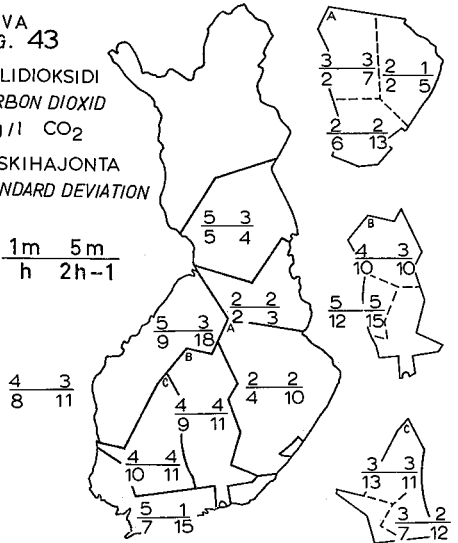 VA
G. 43
LIDIOKSIDI
RBON DIOXID
g/l CO₂
SKIHAJONTA
NDARD DEVIATION
1m 5m
h 2h-1
4 3
8 11
5 3
5 4
2 2
2 3
A
5 3
9 18
B
C
4 4
9 11
2 2
4 10
4 4
10 11
5 1
7 15
A
3 3
2 7
2 1
2 5
2 2
6 13
B
4 3
10 10
5 5
12 15
C
3 3
13 11
3 2
7 12